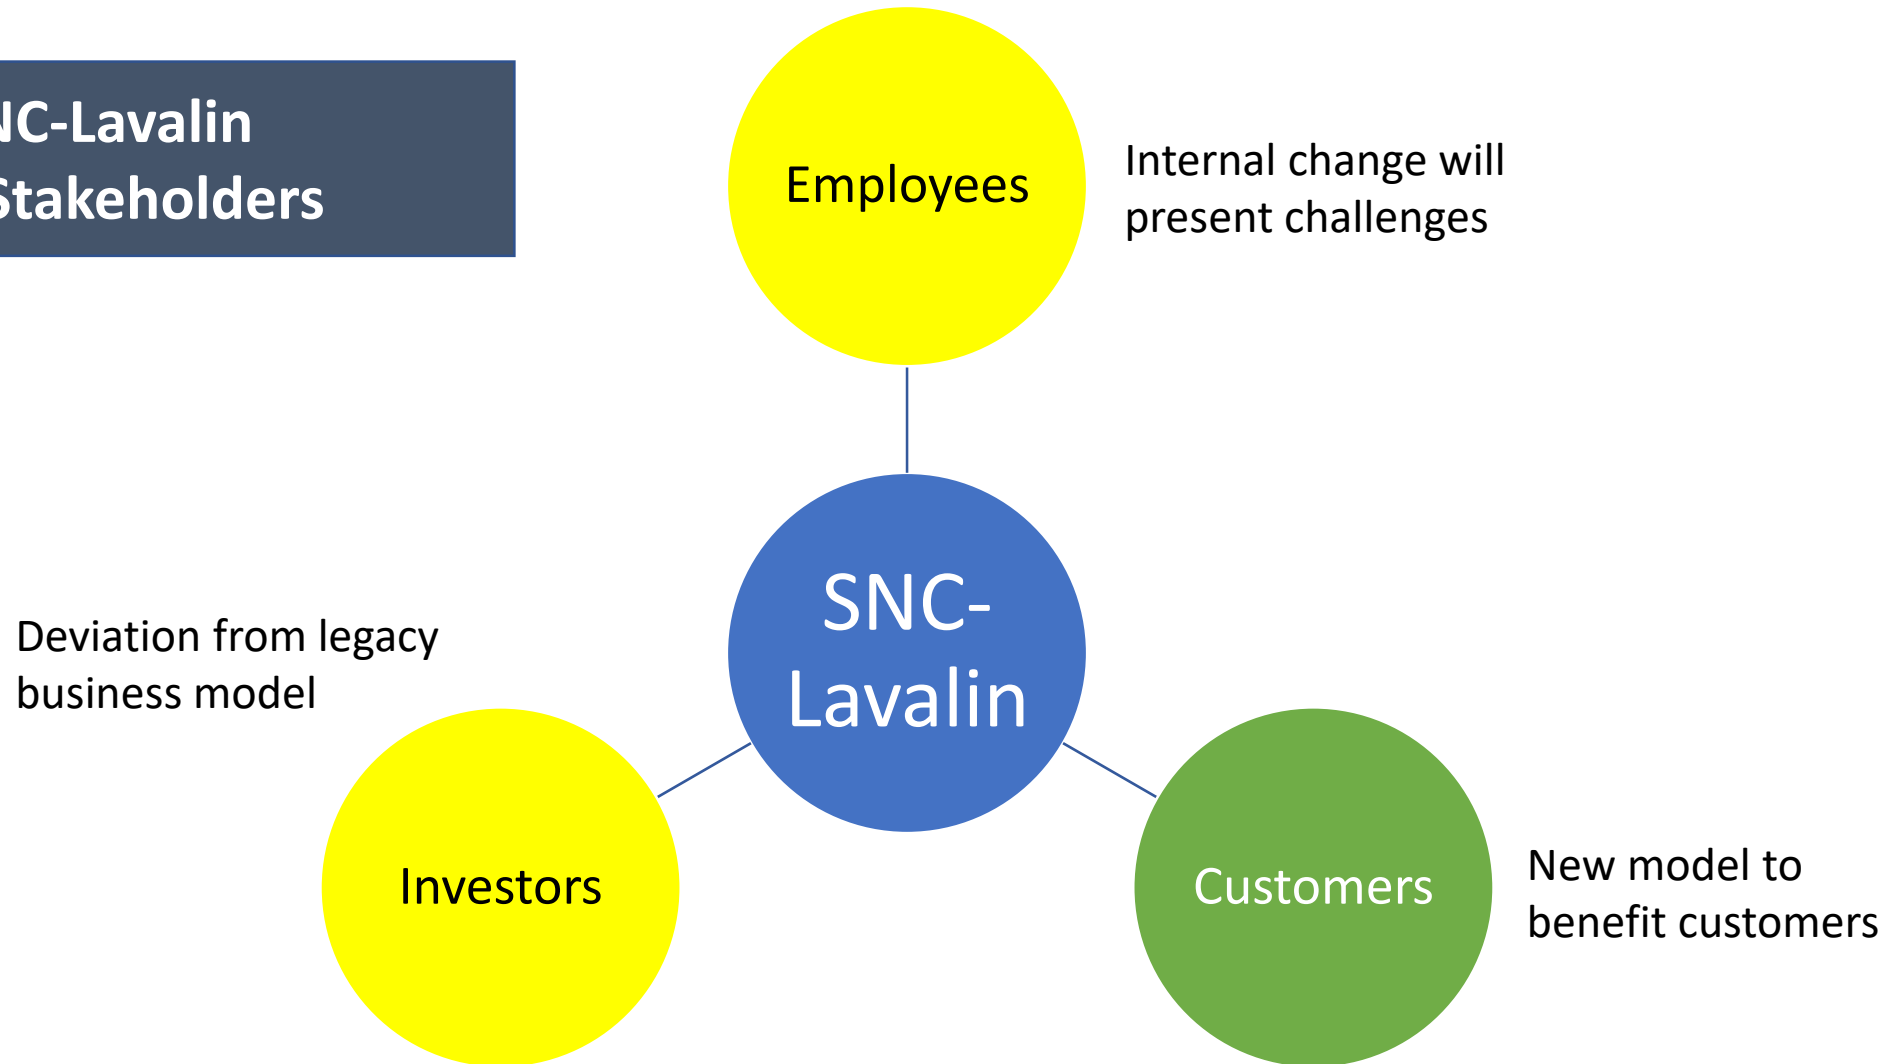 NC-Lavalin
Stakeholders
Employees
Internal change will
present challenges
SNC-
Lavalin
Deviation from legacy
business model
Investors
Customers
New model to
benefit customers